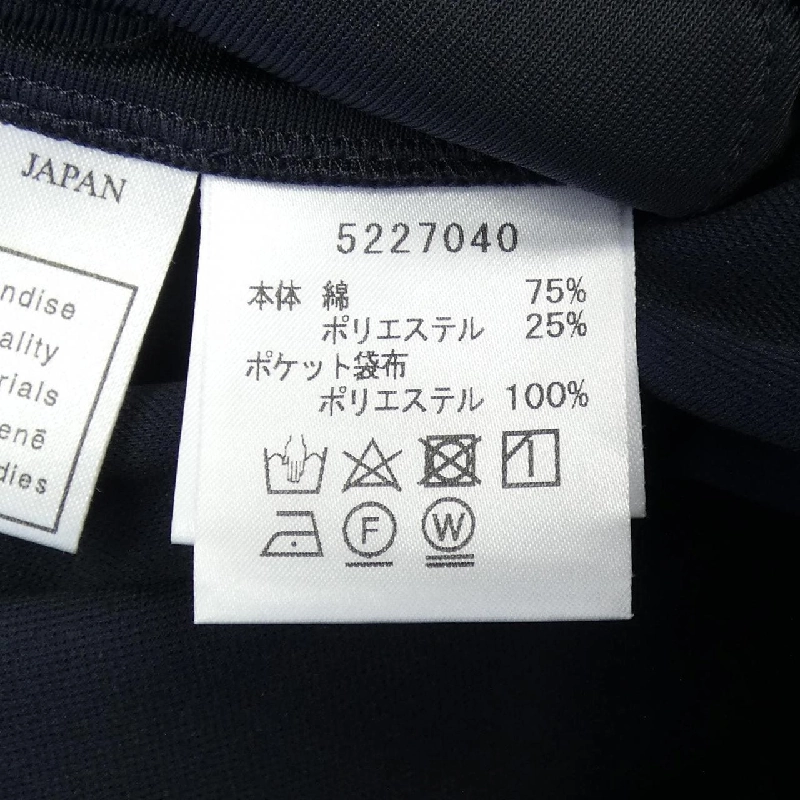 JAPAN
ndise
ality
rials
enē
dies
5227040
本体 綿 75%
ポリエステル 25%
ポケット袋布
ポリエステル 100%
F W